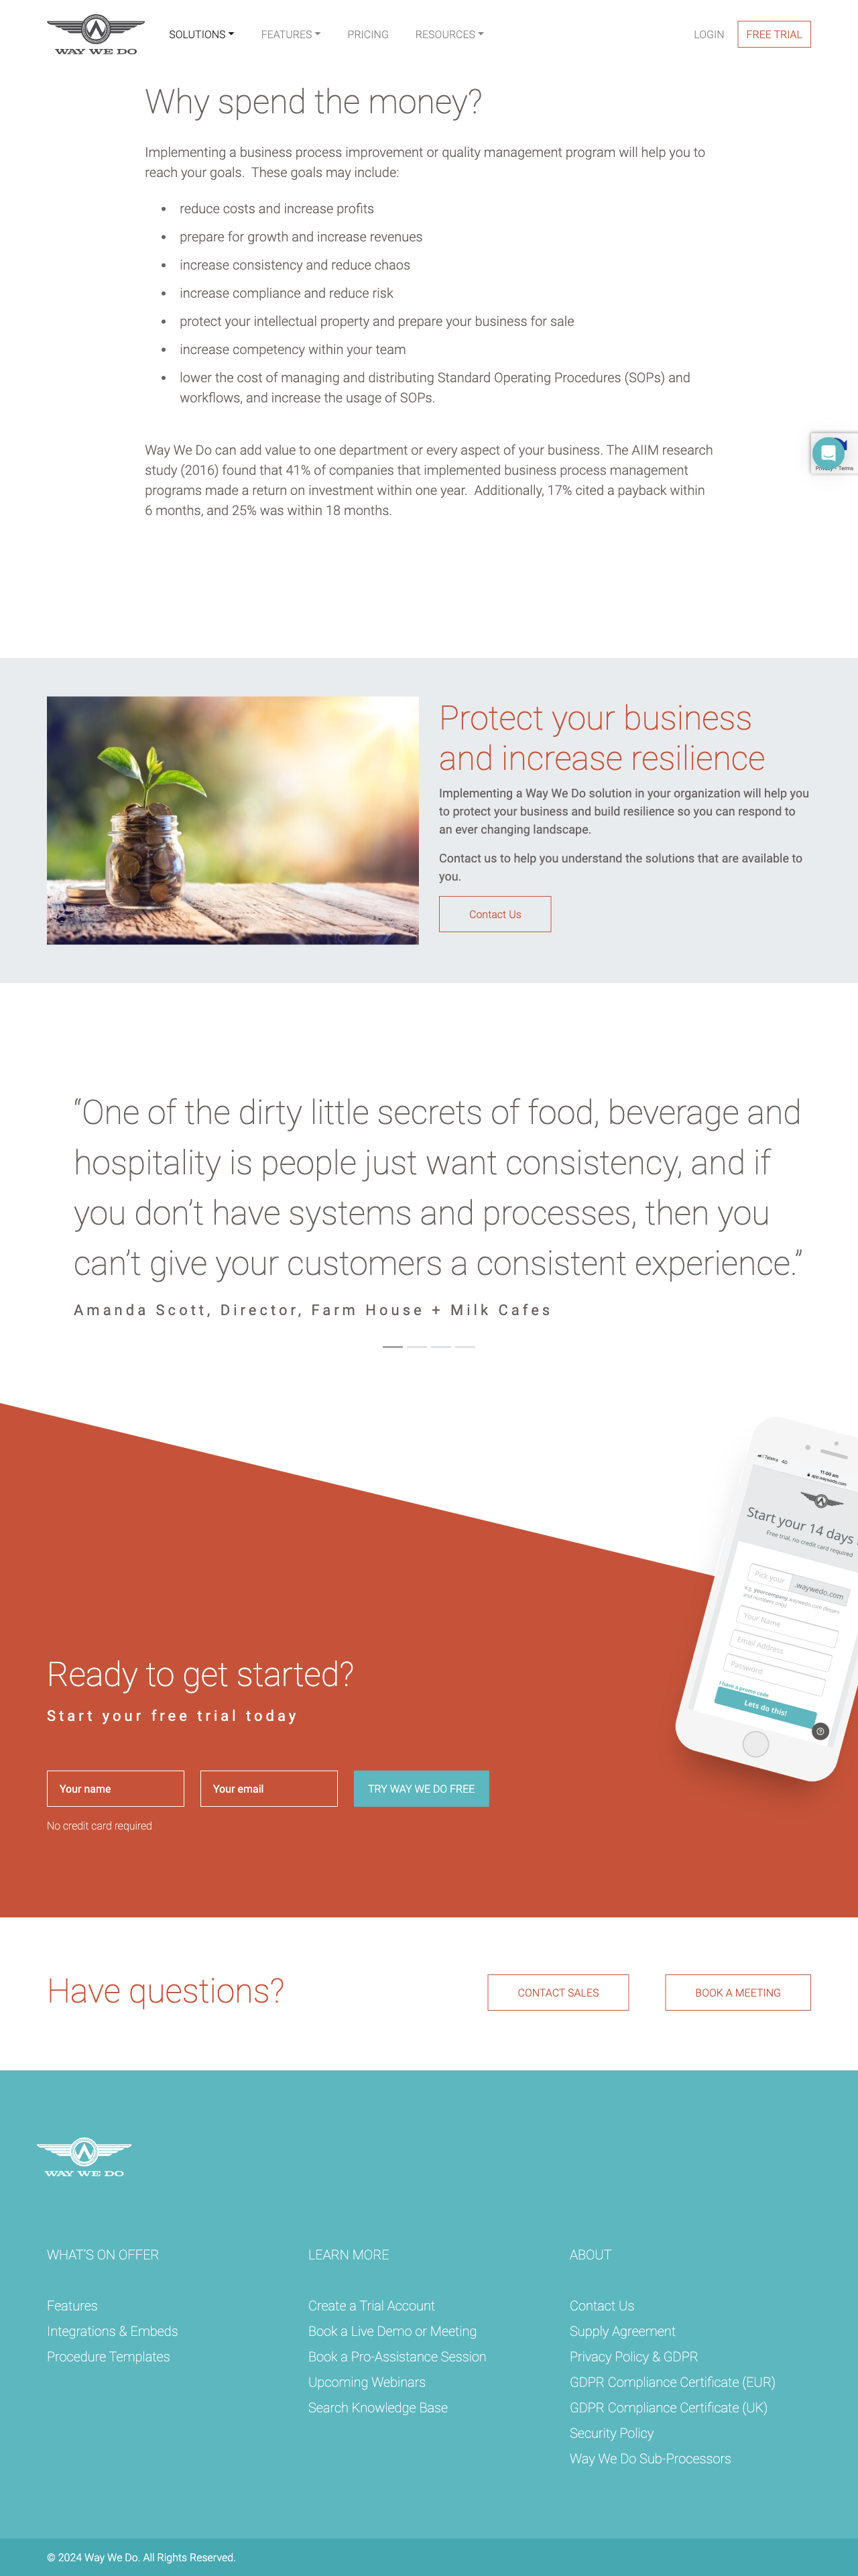 WAY WE DO
SOLUTIONS
FEATURES
PRICING
RESOURCES
LOGIN
FREE TRIAL
Why spend the money?
Implementing a business process improvement or quality management program will help you to
reach your goals.  These goals may include:
• reduce costs and increase profits
• prepare for growth and increase revenues
• increase consistency and reduce chaos
• increase compliance and reduce risk
• protect your intellectual property and prepare your business for sale
• increase competency within your team
• lower the cost of managing and distributing Standard Operating Procedures (SOPs) and
workflows, and increase the usage of SOPs.
Way We Do can add value to one department or every aspect of your business. The AIIM research
study (2016) found that 41% of companies that implemented business process management
programs made a return on investment within one year.  Additionally, 17% cited a payback within
6 months, and 25% was within 18 months.
Privacy - Terms
Protect your business
and increase resilience
Implementing a Way We Do solution in your organization will help you
to protect your business and build resilience so you can respond to
an ever changing landscape.
Contact us to help you understand the solutions that are available to
you.
Contact Us
“One of the dirty little secrets of food, beverage and
hospitality is people just want consistency, and if
you don’t have systems and processes, then you
can’t give your customers a consistent experience.”
Amanda Scott, Director, Farm House + Milk Cafes
Telstra 4G
11:00 am
app.waywedo.com
Start your 14 days
Free trial, no credit card required
Pick your
.waywedo.com
e.g. yourcompany.waywedo.com (letters
and numbers only)
Your Name
Email Address
Password
I have a promo code
Lets do this!
Ready to get started?
Start your free trial today
Your name
Your email
TRY WAY WE DO FREE
No credit card required
Have questions?
CONTACT SALES
BOOK A MEETING
WAY WE DO
WHAT’S ON OFFER
Features
Integrations & Embeds
Procedure Templates
LEARN MORE
Create a Trial Account
Book a Live Demo or Meeting
Book a Pro-Assistance Session
Upcoming Webinars
Search Knowledge Base
ABOUT
Contact Us
Supply Agreement
Privacy Policy & GDPR
GDPR Compliance Certificate (EUR)
GDPR Compliance Certificate (UK)
Security Policy
Way We Do Sub-Processors
© 2024 Way We Do. All Rights Reserved.